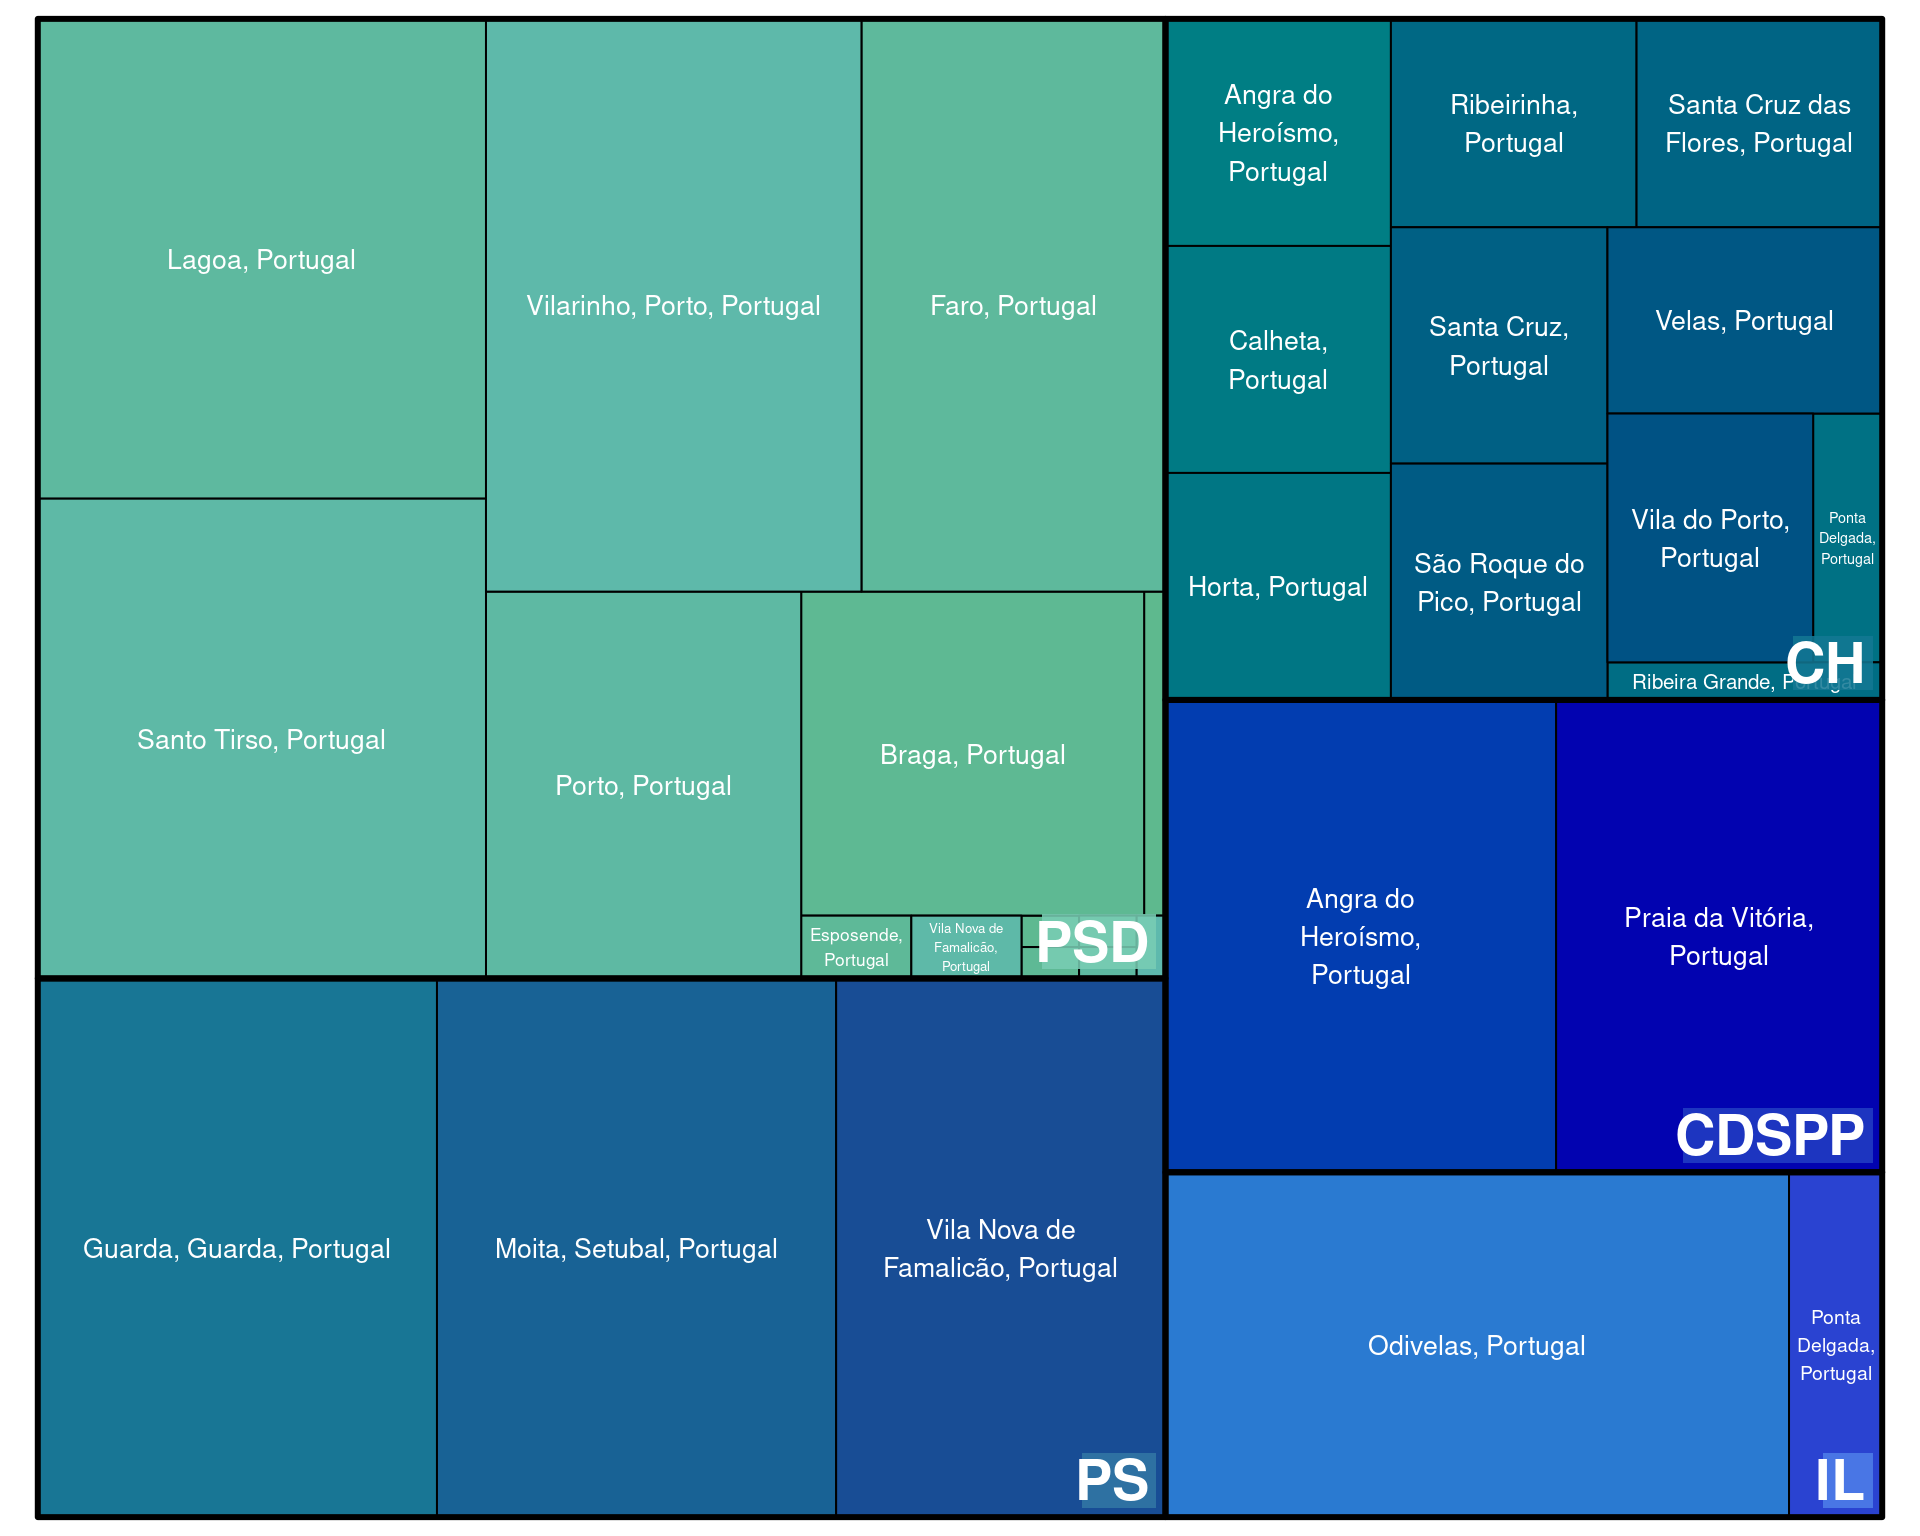 Lagoa, Portugal
Vilarinho, Porto, Portugal
Faro, Portugal
Santo Tirso, Portugal
Porto, Portugal
Braga, Portugal
Esposende,
Portugal
Vila Nova de
Famalicão,
Portugal
PSD
Guarda, Guarda, Portugal
Moita, Setubal, Portugal
Vila Nova de
Famalicão, Portugal
PS
Angra do
Heroísmo,
Portugal
Ribeirinha,
Portugal
Santa Cruz das
Flores, Portugal
Calheta,
Portugal
Santa Cruz,
Portugal
Velas, Portugal
Horta, Portugal
São Roque do
Pico, Portugal
Vila do Porto,
Portugal
Ponta
Delgada,
Portugal
Ribeira Grande, Portugal
CH
Angra do
Heroísmo,
Portugal
Praia da Vitória,
Portugal
CDSPP
Odivelas, Portugal
Ponta
Delgada,
Portugal
IL